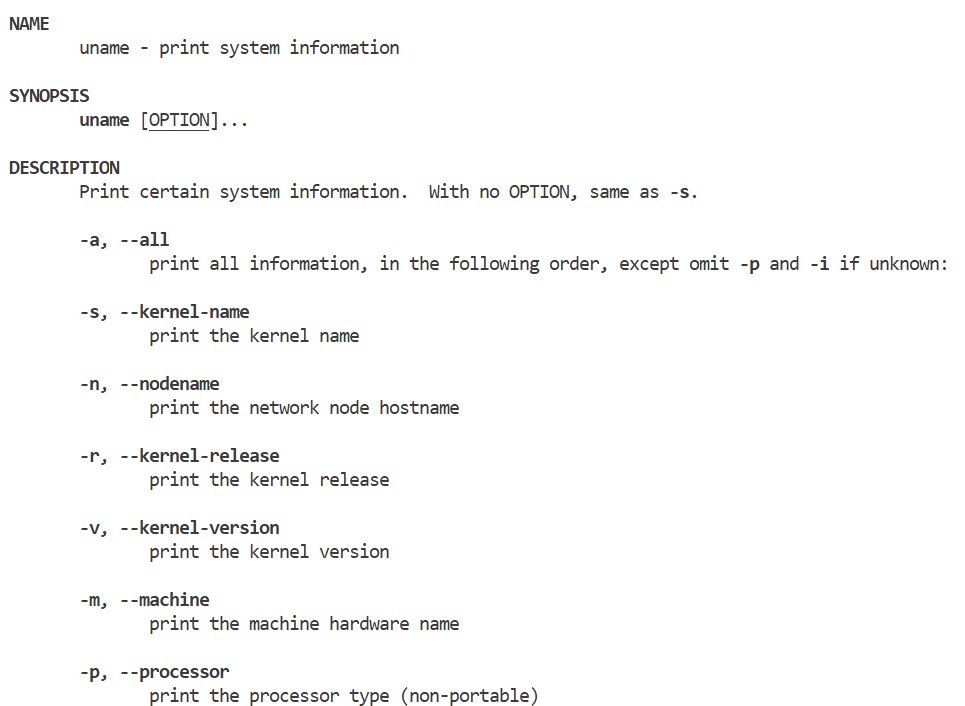 NAME
uname - print system information
SYNOPSIS
uname [OPTION]...
DESCRIPTION
Print certain system information.  With no OPTION, same as -s.
-a, --all
print all information, in the following order, except omit -p and -i if unknown:
-s, --kernel-name
print the kernel name
-n, --nodename
print the network node hostname
-r, --kernel-release
print the kernel release
-v, --kernel-version
print the kernel version
-m, --machine
print the machine hardware name
-p, --processor
print the processor type (non-portable)